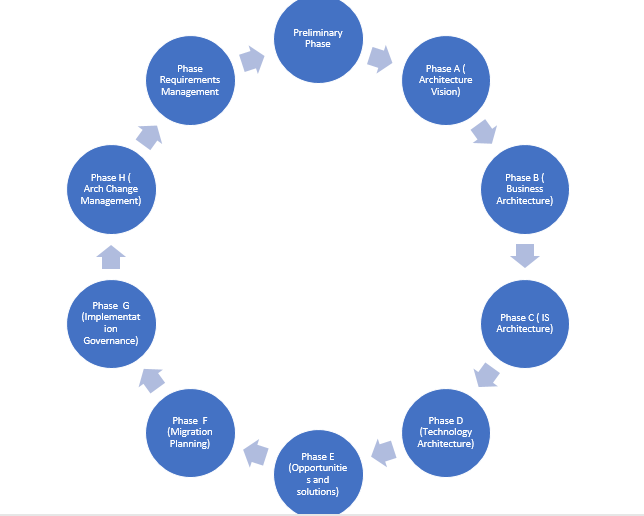 Preliminary
Phase
Phase A (
Architecture
Vision)
Phase B (
Business
Architecture)
Phase C ( IS
Architecture)
Phase D
(Technology
Architecture)
Phase E
(Opportunitie
s and
solutions)
Phase  F
(Migration
Planning)
Phase  G
(Implementat
ion
Governance)
Phase H (
Arch Change
Management)
Phase
Requirements
Management